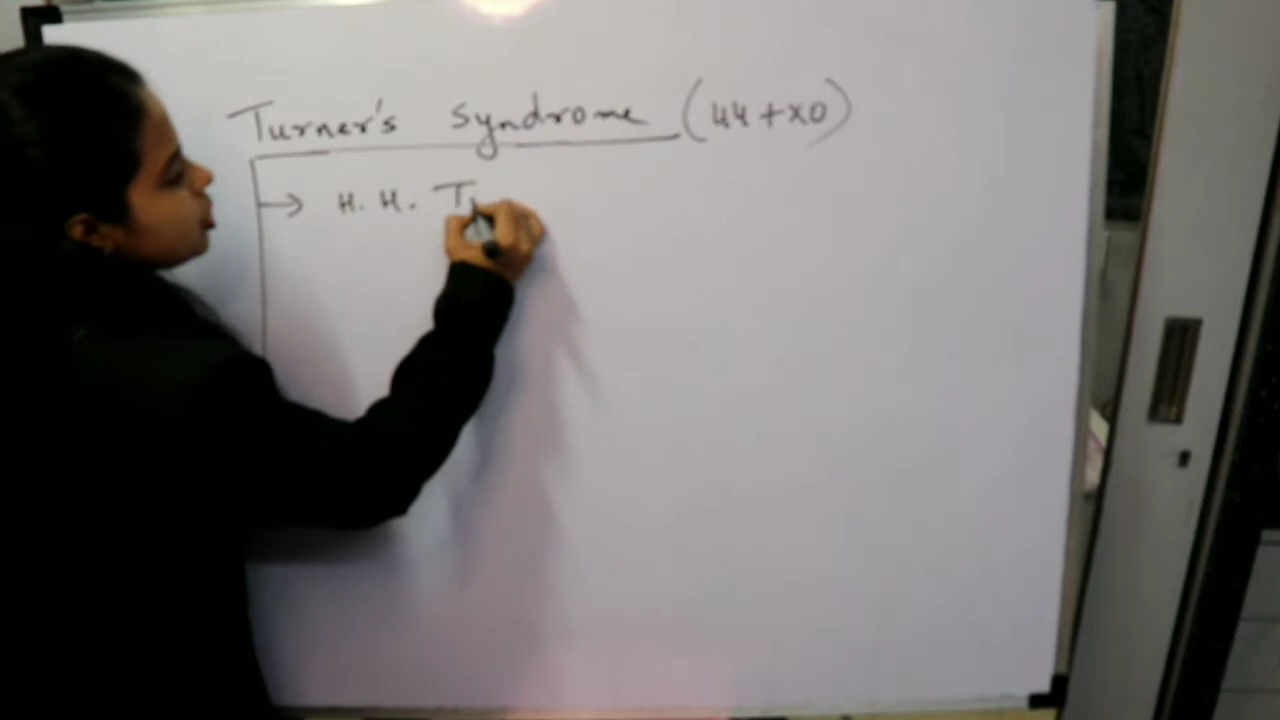 Turner's Syndrome (44+XO)
→ H. H. T